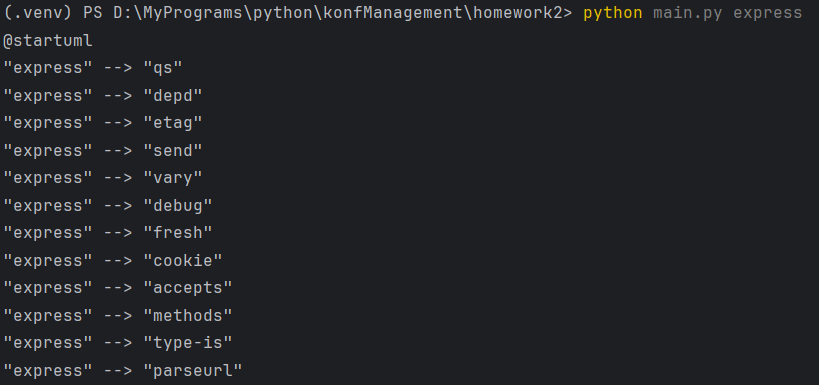 (.venv) PS D:\MyPrograms\python\konfManagement\homework2> python main.py express
@startuml
"express" --> "qs"
"express" --> "depd"
"express" --> "etag"
"express" --> "send"
"express" --> "vary"
"express" --> "debug"
"express" --> "fresh"
"express" --> "cookie"
"express" --> "accepts"
"express" --> "methods"
"express" --> "type-is"
"express" --> "parseurl"